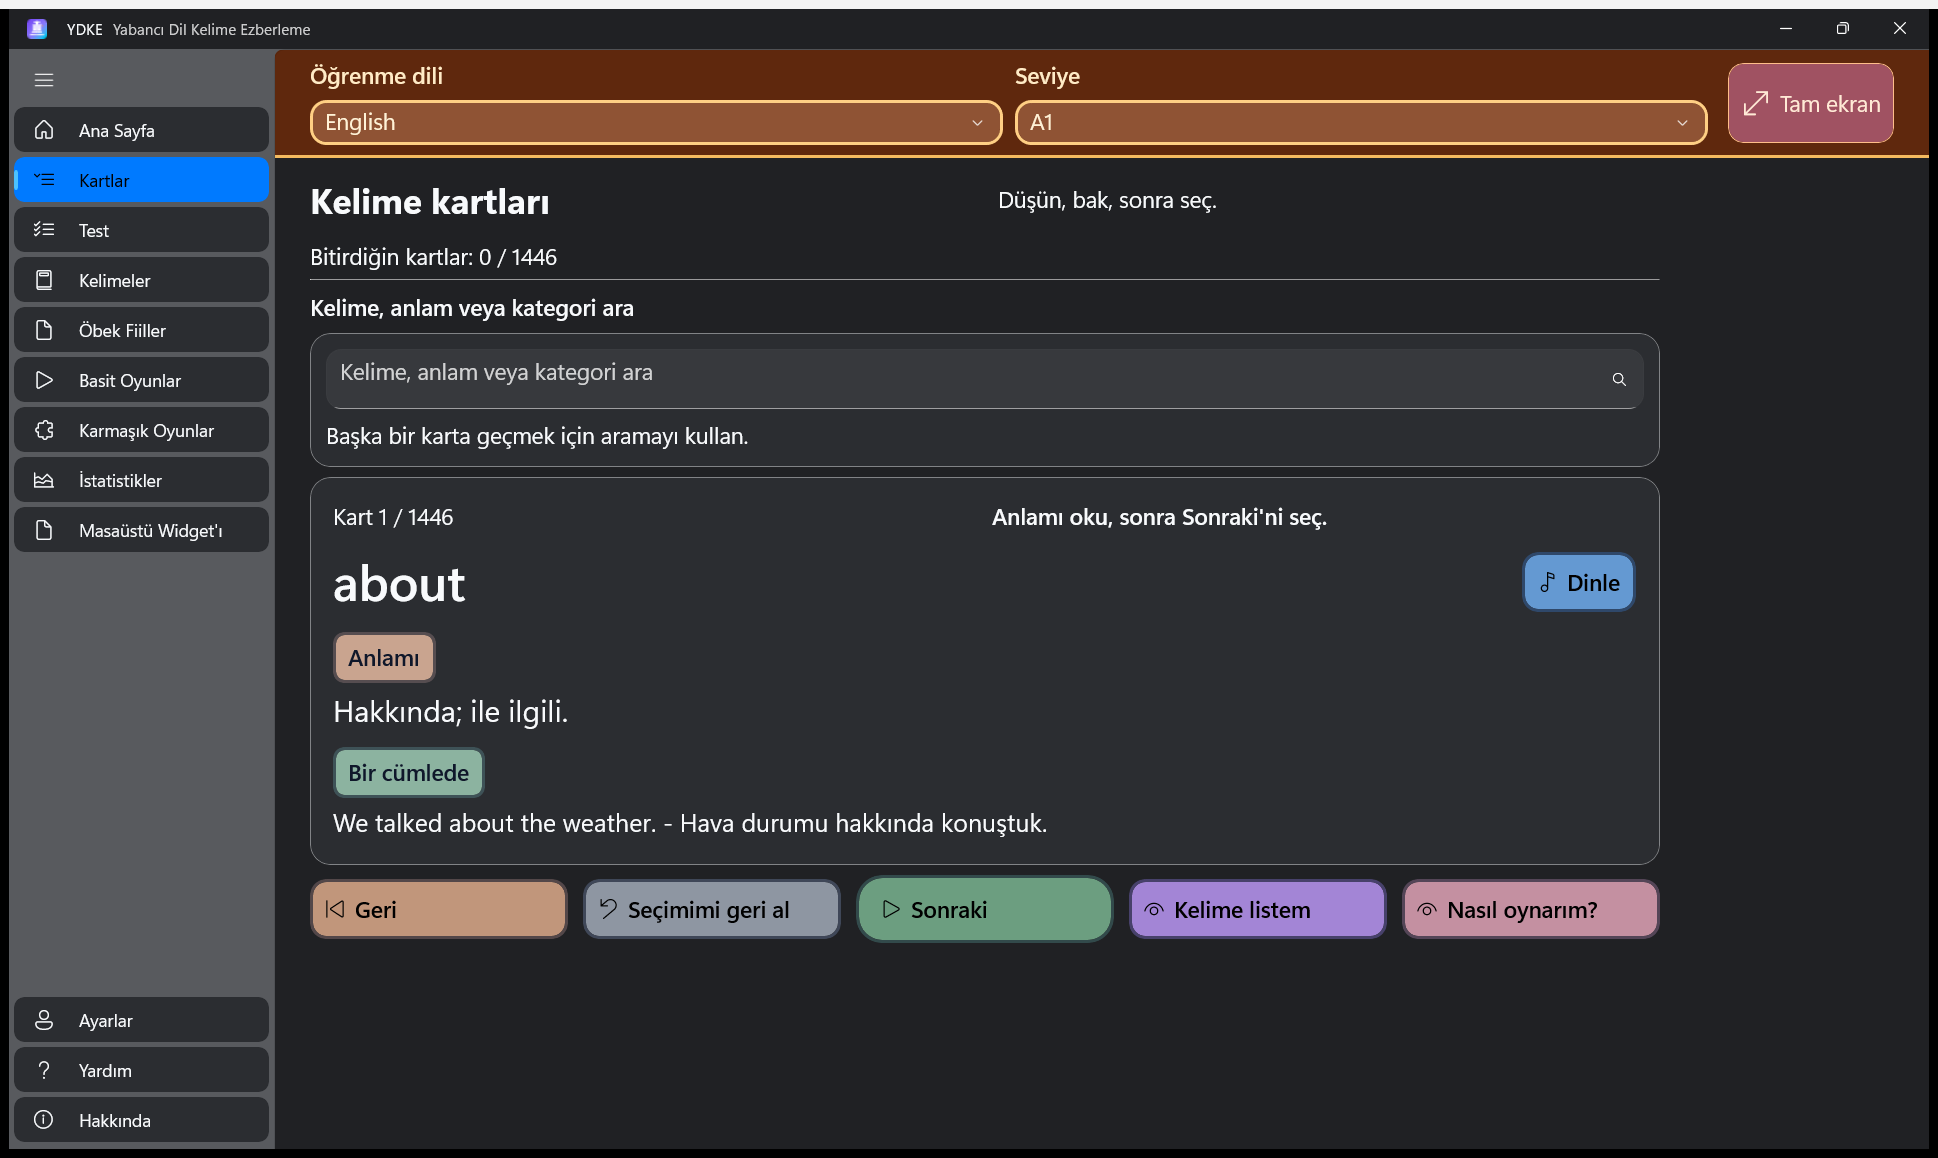 YDKE Yabancı Dil Kelime Ezberleme
Ana Sayfa
Kartlar
Test
Kelimeler
Öbek Fiiller
Basit Oyunlar
Karmaşık Oyunlar
İstatistikler
Masaüstü Widget'ı
Ayarlar
Yardım
Hakkında
Öğrenme dili
English
Seviye
A1
Tam ekran
Kelime kartları
Düşün, bak, sonra seç.
Bitirdiğin kartlar: 0 / 1446
Kelime, anlam veya kategori ara
Kelime, anlam veya kategori ara
Başka bir karta geçmek için aramayı kullan.
Kart 1 / 1446
Anlamı oku, sonra Sonraki'ni seç.
about
Dinle
Anlamı
Hakkında; ile ilgili.
Bir cümlede
We talked about the weather. - Hava durumu hakkında konuştuk.
Geri
Seçimimi geri al
Sonraki
Kelime listem
Nasıl oynarım?